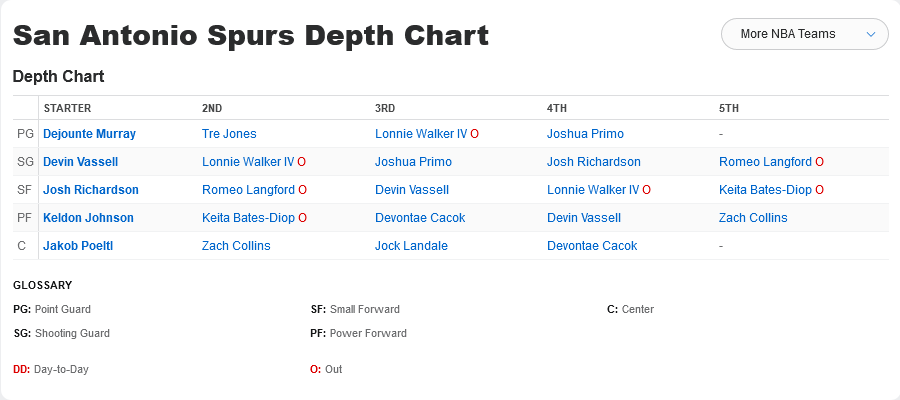 San Antonio Spurs Depth Chart
More NBA Teams
Depth Chart
STARTER 2ND 3RD 4TH 5TH
PG Dejounte Murray Tre Jones Lonnie Walker IV O Joshua Primo -
SG Devin Vassell Lonnie Walker IV O Joshua Primo Josh Richardson Romeo Langford O
SF Josh Richardson Romeo Langford O Devin Vassell Lonnie Walker IV O Keita Bates-Diop O
PF Keldon Johnson Keita Bates-Diop O Devontae Cacok Devin Vassell Zach Collins
C Jakob Poeltl Zach Collins Jock Landale Devontae Cacok -
GLOSSARY
PG: Point Guard SF: Small Forward C: Center
SG: Shooting Guard PF: Power Forward
DD: Day-to-Day O: Out